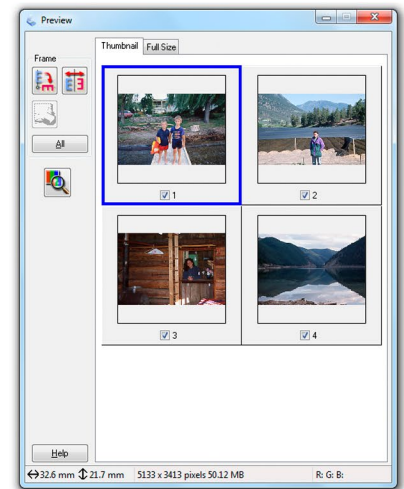 Preview
Thumbnail
Full Size
Frame
All
1
2
3
4
Help
32.6 mm 21.7 mm 5133 x 3413 pixels 50.12 MB R: G: B: